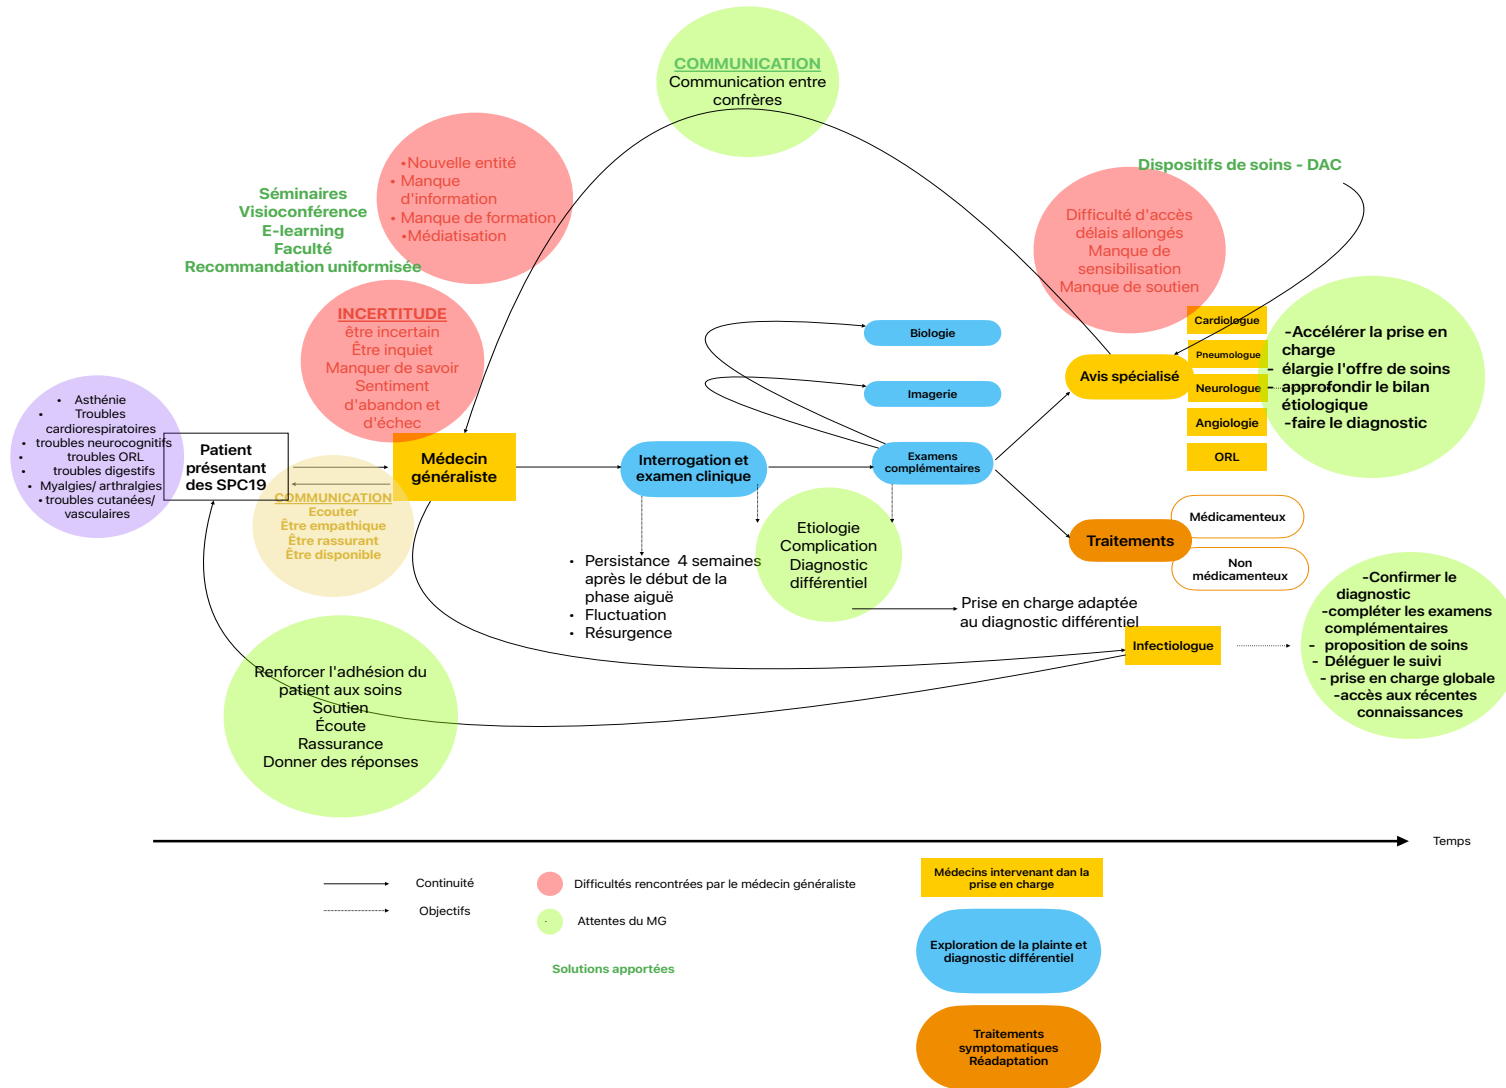 COMMUNICATION
Communication entre
confrères
•Nouvelle entité
• Manque
d'information
• Manque de formation
•Médiatisation
Séminaires
Visioconférence
E-learning
Faculté
Recommandation uniformisée
Dispositifs de soins - DAC
Difficulté d'accès
délais allongés
Manque de
sensibilisation
Manque de soutien
INCERTITUDE
être incertain
Être inquiet
Manquer de savoir
Sentiment
d'abandon et
d'échec
Biologie
Imagerie
Avis spécialisé
Cardiologue
Pneumologue
Neurologue
Angiologie
ORL
-Accélérer la prise en
charge
- élargie l'offre de soins
- approfondir le bilan
étiologique
-faire le diagnostic
• Asthénie
• Troubles
cardiorespiratoires
• troubles neurocognitifs
• troubles ORL
• troubles digestifs
• Myalgies/ arthralgies
• troubles cutanées/
vasculaires
Patient
présentant
des SPC19
Médecin
généraliste
Interrogation et
examen clinique
Examens
complémentaires
COMMUNICATION
Ecouter
Être empathique
Être rassurant
Être disponible
Etiologie
Complication
Diagnostic
différentiel
Traitements
Médicamenteux
Non
médicamenteux
• Persistance 4 semaines
après le début de la
phase aiguë
• Fluctuation
• Résurgence
Prise en charge adaptée
au diagnostic différentiel
Infectiologue
-Confirmer le
diagnostic
-compléter les examens
complémentaires
- proposition de soins
- Déléguer le suivi
- prise en charge globale
-accès aux récentes
connaissances
Renforcer l'adhésion du
patient aux soins
Soutien
Écoute
Rassurance
Donner des réponses
Temps
Continuité
Objectifs
Difficultés rencontrées par le médecin généraliste
Attentes du MG
Solutions apportées
Médecins intervenant dan la
prise en charge
Exploration de la plainte et
diagnostic différentiel
Traitements
symptomatiques
Réadaptation